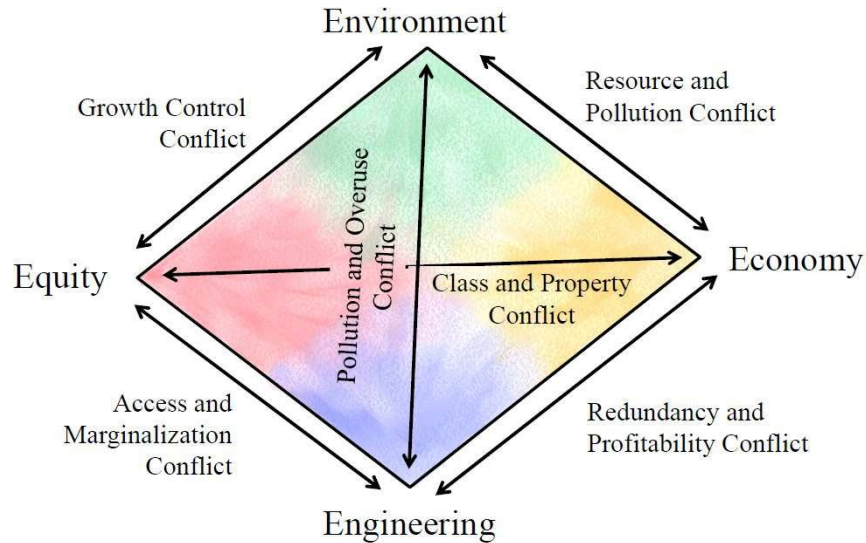 Environment
Growth Control
Conflict
Resource and
Pollution Conflict
Pollution and Overuse
Conflict
Equity
Economy
Class and Property
Conflict
Access and
Marginalization
Conflict
Redundancy and
Profitability Conflict
Engineering